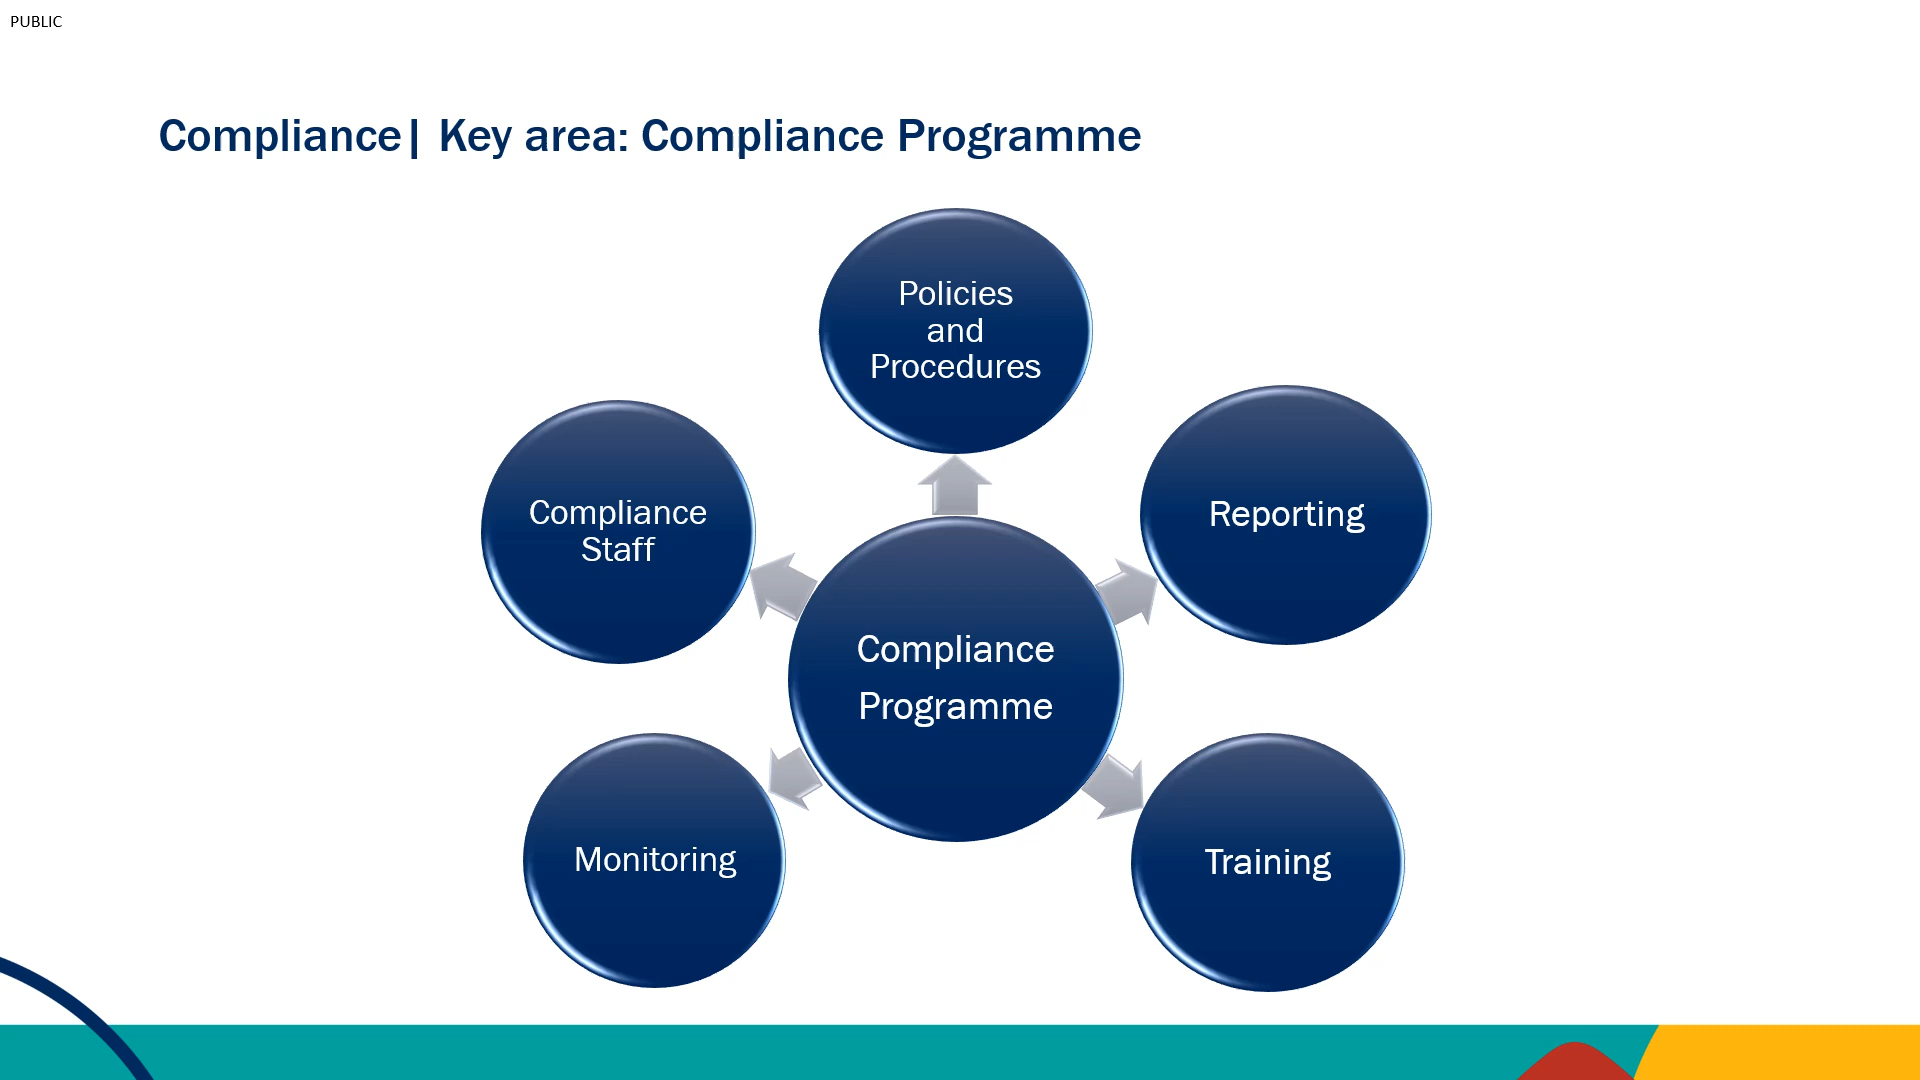 PUBLIC
Compliance| Key area: Compliance Programme
Policies
and
Procedures
Reporting
Compliance
Staff
Compliance
Programme
Monitoring
Training